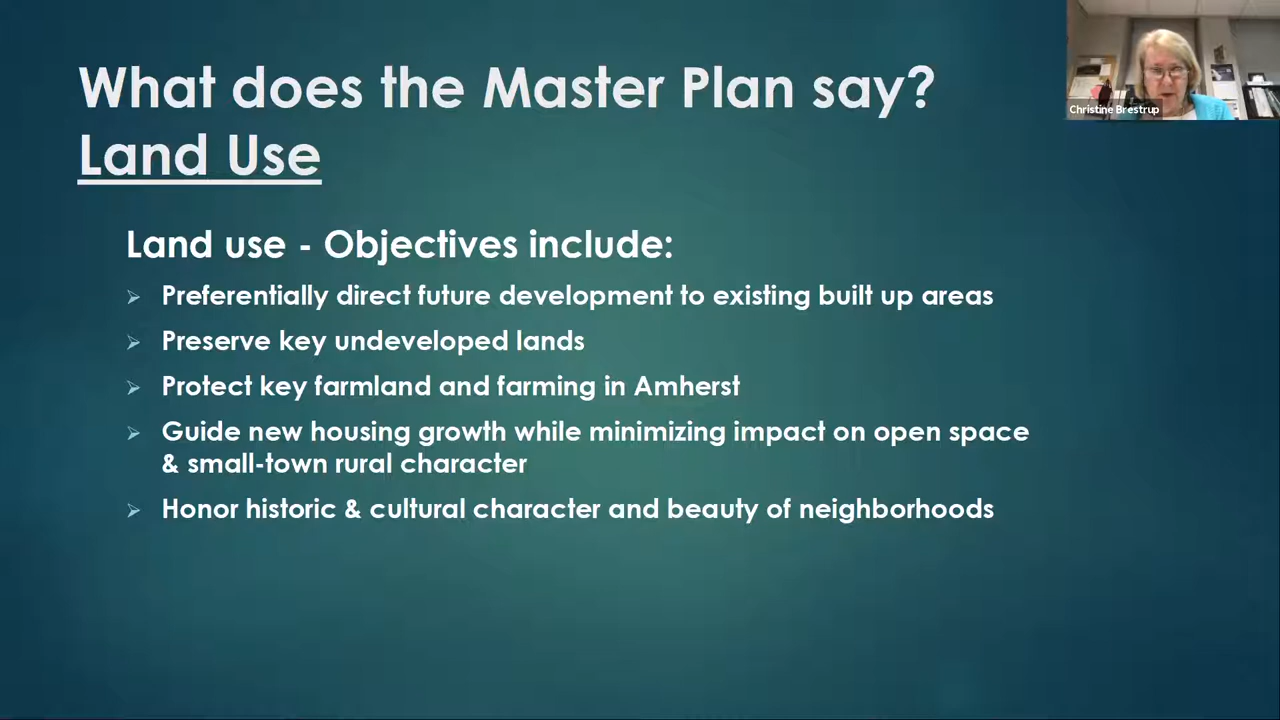 What does the Master Plan say?
Land Use
Christine Brestrup
Land use - Objectives include:
Preferentially direct future development to existing built up areas
Preserve key undeveloped lands
Protect key farmland and farming in Amherst
Guide new housing growth while minimizing impact on open space
& small-town rural character
Honor historic & cultural character and beauty of neighborhoods